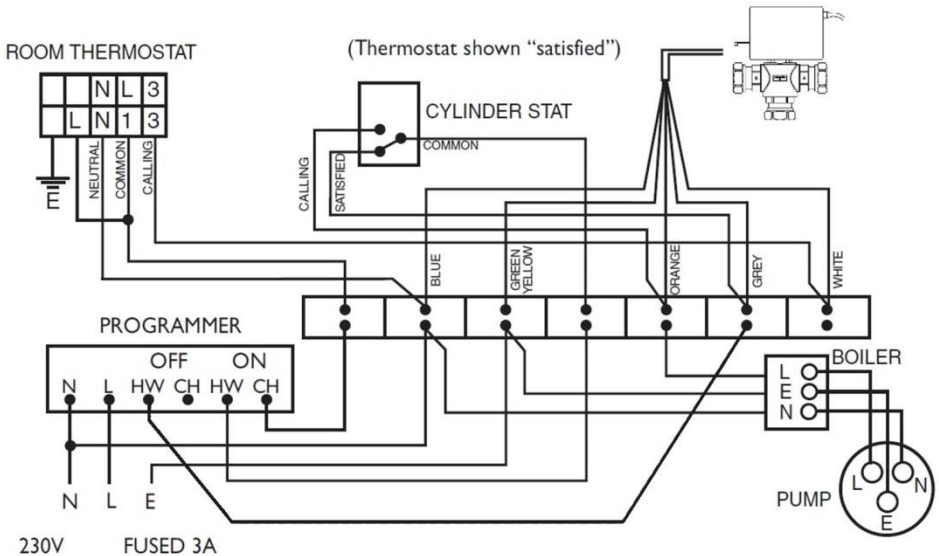 ROOM THERMOSTAT
(Thermostat shown “satisfied”)
N L 3
L N 1 3
CYLINDER STAT
COMMON
NEUTRAL
COMMON
CALLING
CALLING
SATISFIED
E
BLUE
GREEN
YELLOW
ORANGE
GREY
WHITE
PROGRAMMER
OFF ON
N L HW CH HW CH
BOILER
L
E
N
N L E
PUMP
L N
E
230V FUSED 3A